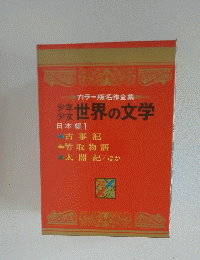 カラー版名作全集
少年少女 世界の文学
日本編1
古事記
竹取物語
太閤記・ほか